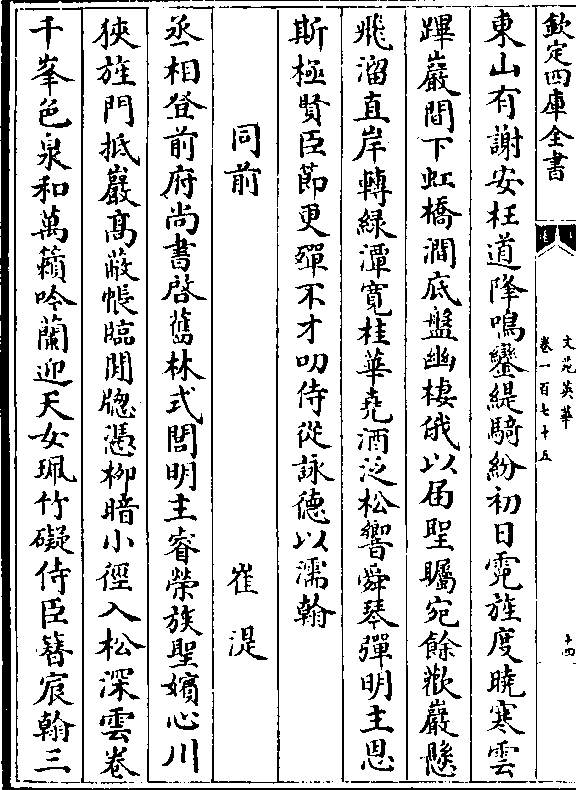 欽定四庫全書
文苑英華
卷一百七十五
十四
東山有謝安枉道降鳴鑾緹騎紛初日霓旌度曉寒雲
蹕巖間下虹橋澗底盤幽棲俄以届聖矚宛餘歡巖懸
飛溜直岸轉緑潭寛桂華堯酒泛松響舜琴彈明主恩
斯極賢臣節更殫不才叨侍從詠德以濡翰
同前 崔湜
丞相登前府尚書啓舊林式閭明主睿榮族聖嬪心川
狹旌門抵巖髙蔽帳臨閒牕憑栁暗小徑入松深雲卷
千峯色泉和萬籟吟蘭迎天女珮竹礙侍臣簪宸翰三